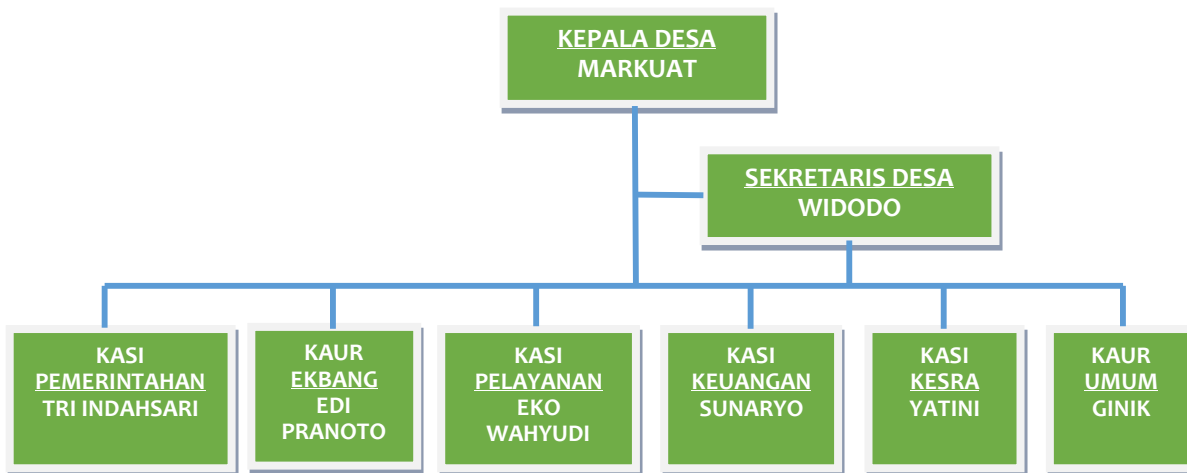 KEPALA DESA
MARKUAT
SEKRETARIS DESA
WIDODO
KASI
PEMERINTAHAN
TRI INDAHSARI
KAUR
EKBANG
EDI
PRANOTO
KASI
PELAYANAN
EKO
WAHYUDI
KASI
KEUANGAN
SUNARYO
KASI
KESRA
YATINI
KAUR
UMUM
GINIK